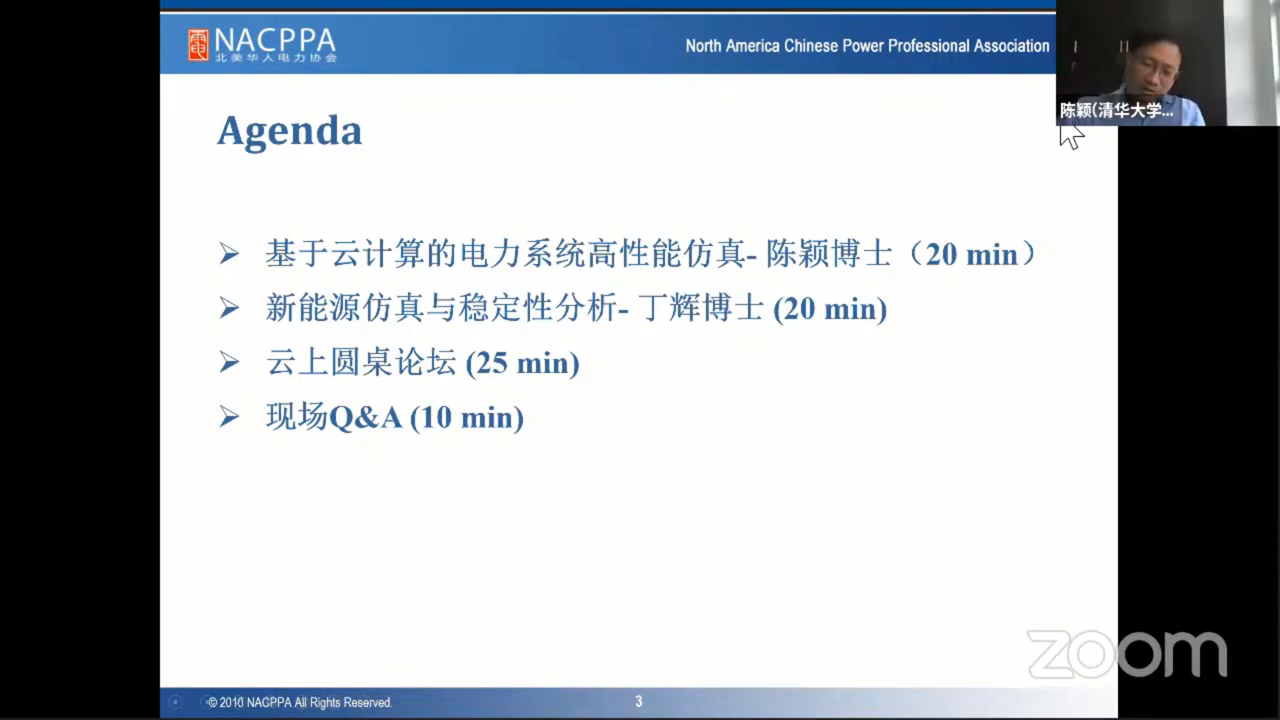 NACPPA
北美华人电力协会
North America Chinese Power Professional Association
陈颖(清华大学...
Agenda
基于云计算的电力系统高性能仿真- 陈颖博士（20 min）
新能源仿真与稳定性分析- 丁辉博士 (20 min)
云上圆桌论坛 (25 min)
现场Q&A (10 min)
zoom
© 2010 NACPPA All Rights Reserved.
3